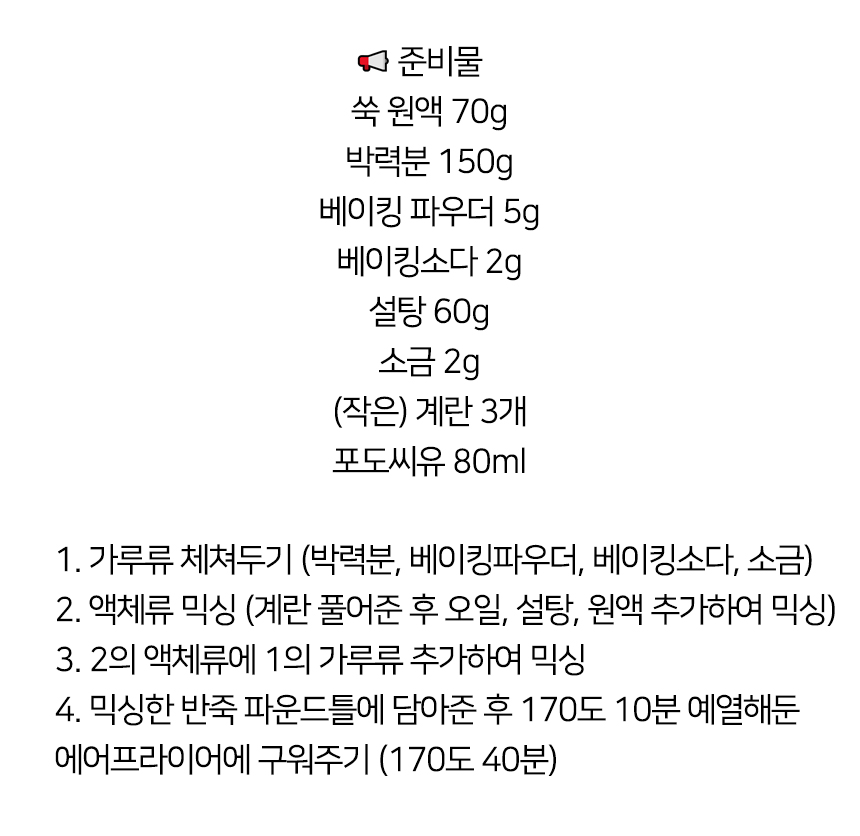 📢 준비물
쑥 원액 70g
박력분 150g
베이킹 파우더 5g
베이킹소다 2g
설탕 60g
소금 2g
(작은) 계란 3개
포도씨유 80ml
1. 가루류 체쳐두기 (박력분, 베이킹파우더, 베이킹소다, 소금)
2. 액체류 믹싱 (계란 풀어준 후 오일, 설탕, 원액 추가하여 믹싱)
3. 2의 액체류에 1의 가루류 추가하여 믹싱
4. 믹싱한 반죽 파운드틀에 담아준 후 170도 10분 예열해둔
에어프라이어에 구워주기 (170도 40분)